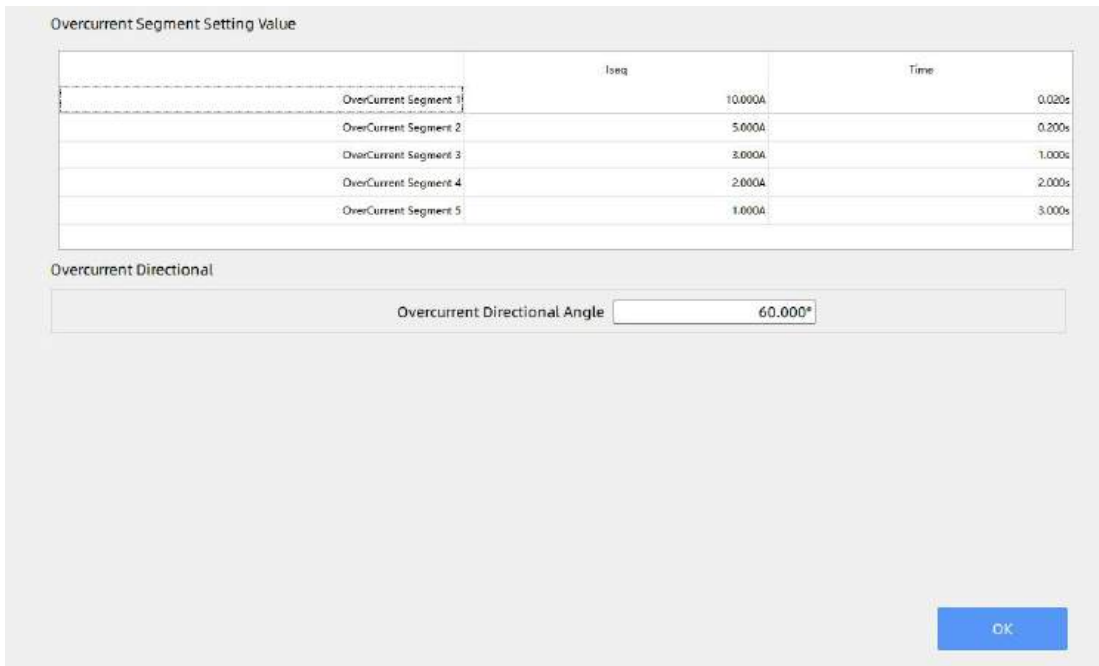 Overcurrent Segment Setting Value
Iseq Time
OverCurrent Segment 1 10.000A 0.020s
OverCurrent Segment 2 5.000A 0.200s
OverCurrent Segment 3 3.000A 1.000s
OverCurrent Segment 4 2.000A 2.000s
OverCurrent Segment 5 1.000A 3.000s
Overcurrent Directional
Overcurrent Directional Angle 60.000°
OK